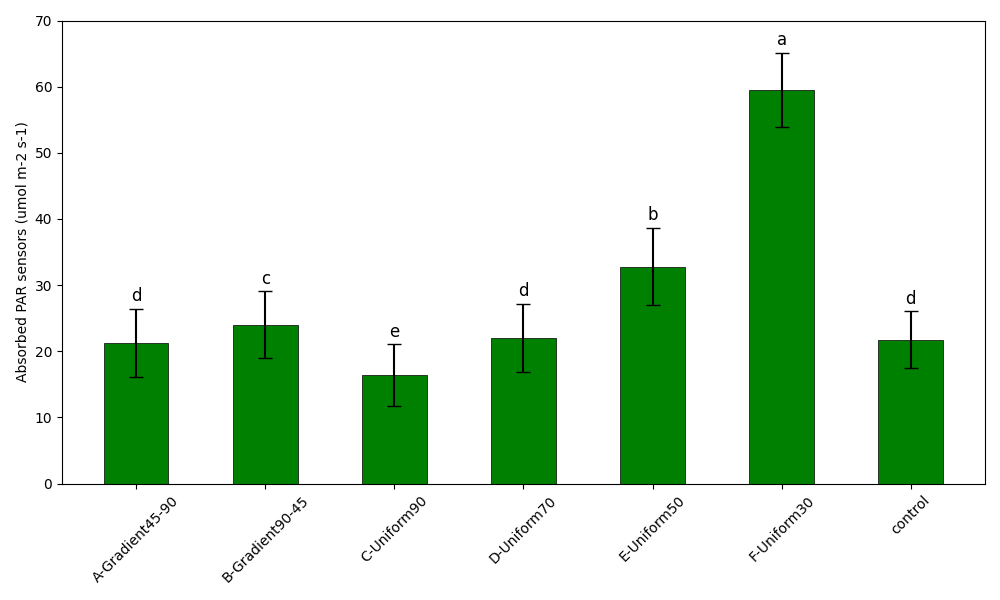 Absorbed PAR sensors (umol m-2 s-1)
70
60
50
40
30
20
10
0
d
c
e
d
b
a
d
A-Gradient45-90
B-Gradient90-45
C-Uniform90
D-Uniform70
E-Uniform50
F-Uniform30
control